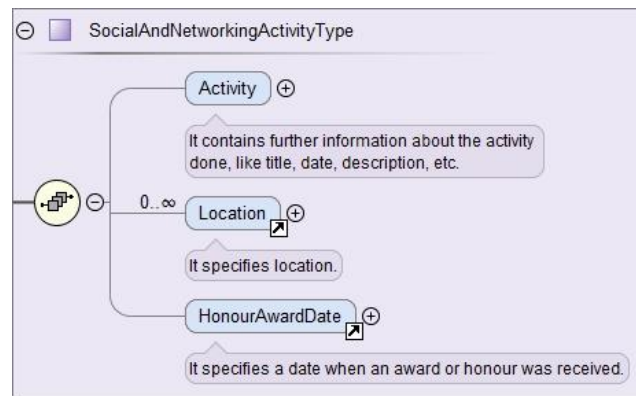 SocialAndNetworkingActivityType
Activity
It contains further information about the activity
done, like title, date, description, etc.
0..∞
Location
It specifies location.
HonourAwardDate
It specifies a date when an award or honour was received.